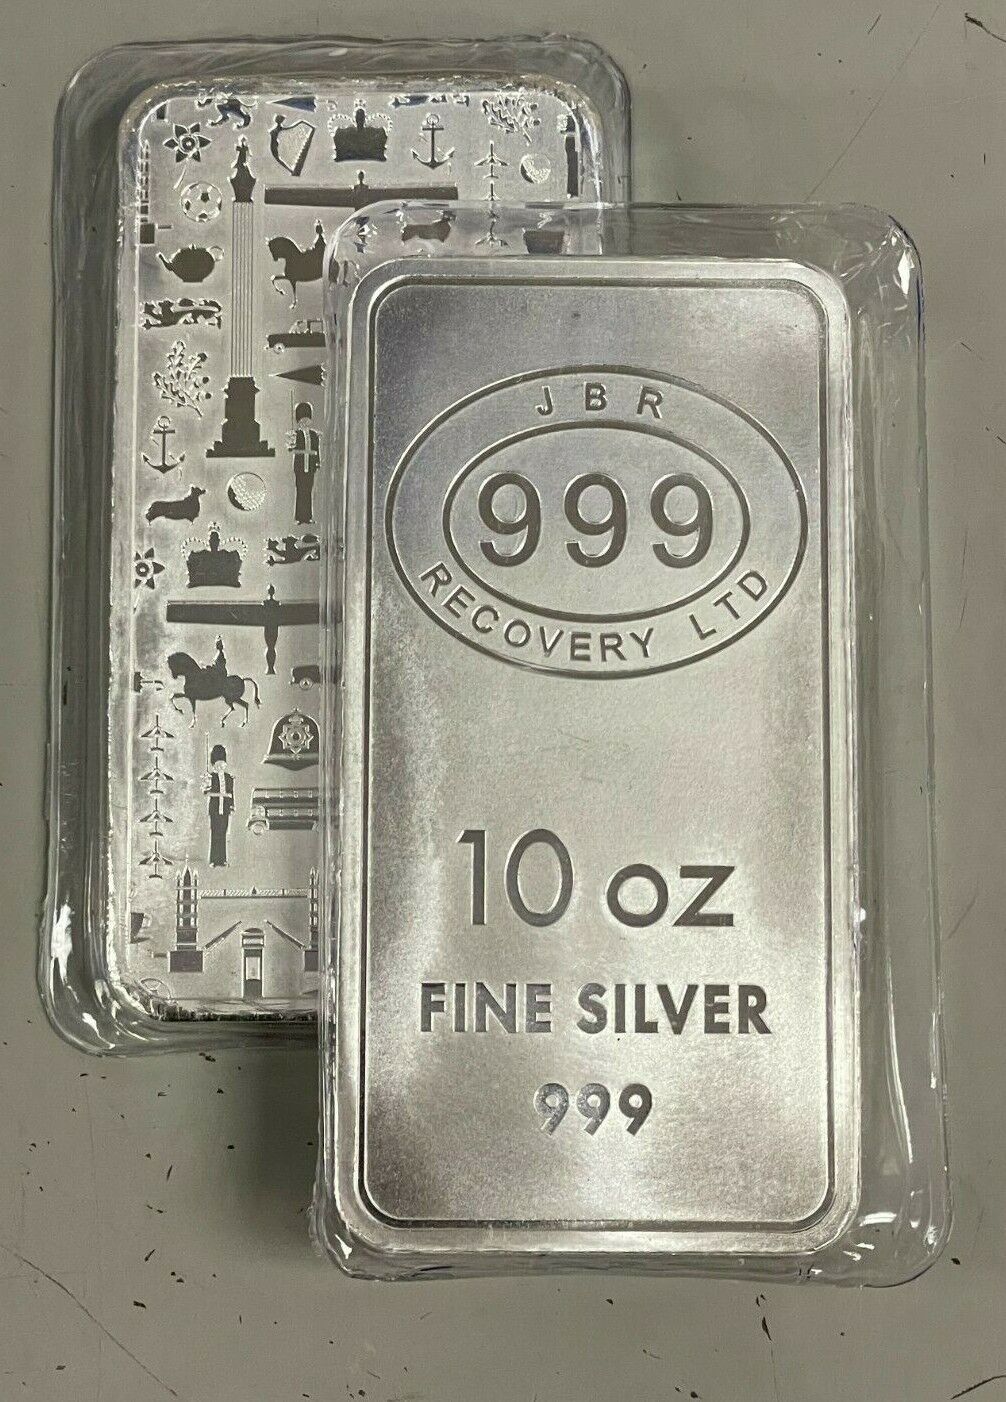 JBR
999
RECOVERY LTD
10 oz
FINE SILVER
999